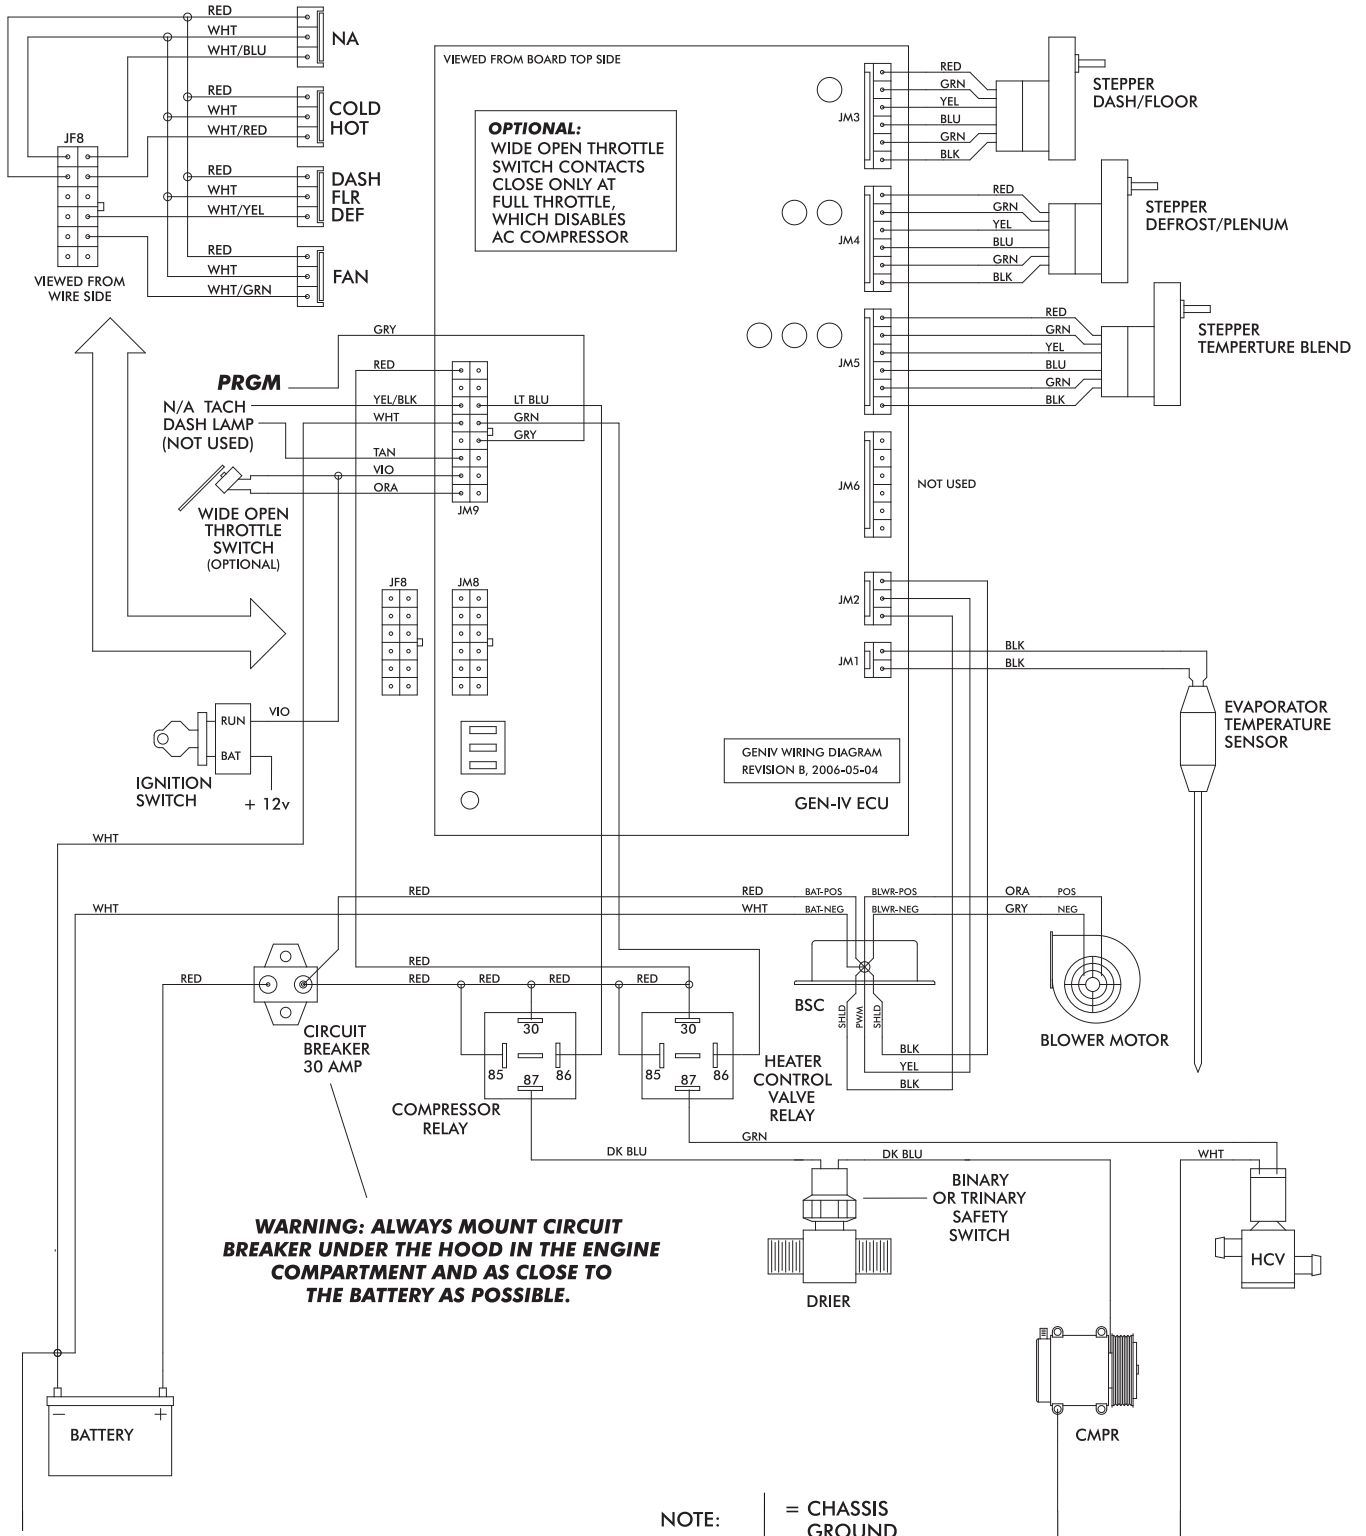 RED
WHT
WHT/BLU
NA
RED
WHT
WHT/RED
COLD
HOT
JF8
RED
WHT
WHT/YEL
DASH
FLR
DEF
RED
WHT
WHT/GRN
FAN
VIEWED FROM
WIRE SIDE
VIEWED FROM BOARD TOP SIDE
OPTIONAL:
WIDE OPEN THROTTLE
SWITCH CONTACTS
CLOSE ONLY AT
FULL THROTTLE,
WHICH DISABLES
AC COMPRESSOR
JM3
RED
GRN
YEL
BLU
GRN
BLK
STEPPER
DASH/FLOOR
JM4
RED
GRN
YEL
BLU
GRN
BLK
STEPPER
DEFROST/PLENUM
JM5
RED
GRN
YEL
BLU
GRN
BLK
STEPPER
TEMPERTURE BLEND
GRY
RED
PRGM
N/A TACH
DASH LAMP
(NOT USED)
YEL/BLK
WHT
TAN
VIO
ORA
LT BLU
GRN
GRY
JM9
WIDE OPEN
THROTTLE
SWITCH
(OPTIONAL)
JM6
NOT USED
JF8
JM8
JM2
JM1
BLK
BLK
EVAPORATOR
TEMPERATURE
SENSOR
RUN
BAT
VIO
IGNITION
SWITCH
+ 12v
GENIV WIRING DIAGRAM
REVISION B, 2006-05-04
GEN-IV ECU
WHT
RED
WHT
RED
WHT
BAT-POS
BAT-NEG
BLWR-POS
BLWR-NEG
ORA
GRY
POS
NEG
RED
RED
RED
RED
RED
RED
CIRCUIT
BREAKER
30 AMP
30
85
87
86
COMPRESSOR
RELAY
30
85
87
86
HEATER
CONTROL
VALVE
RELAY
BSC
SHLD
PWM
SHLD
BLK
YEL
BLK
BLOWER MOTOR
GRN
DK BLU
DK BLU
WHT
BINARY
OR TRINARY
SAFETY
SWITCH
DRIER
HCV
WARNING: ALWAYS MOUNT CIRCUIT
BREAKER UNDER THE HOOD IN THE ENGINE
COMPARTMENT AND AS CLOSE TO
THE BATTERY AS POSSIBLE.
CMPR
BATTERY
− +
NOTE:
= CHASSIS
GROUND